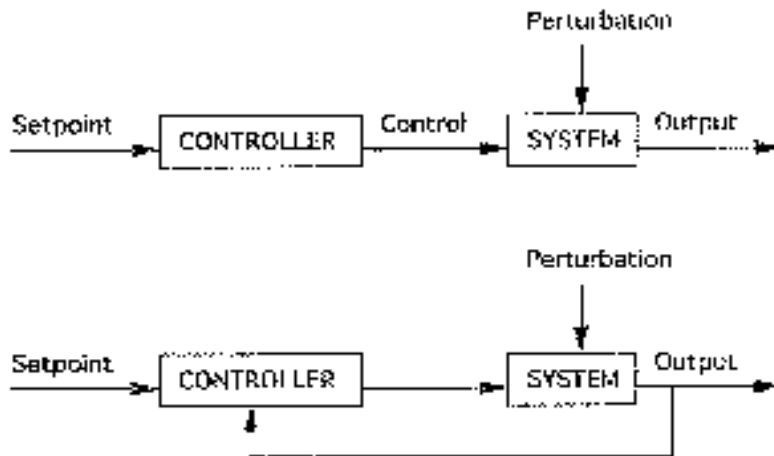 Perturbation
Setpoint CONTROLLER Control SYSTEM Output
Perturbation
Setpoint CONTROLLER SYSTEM Output